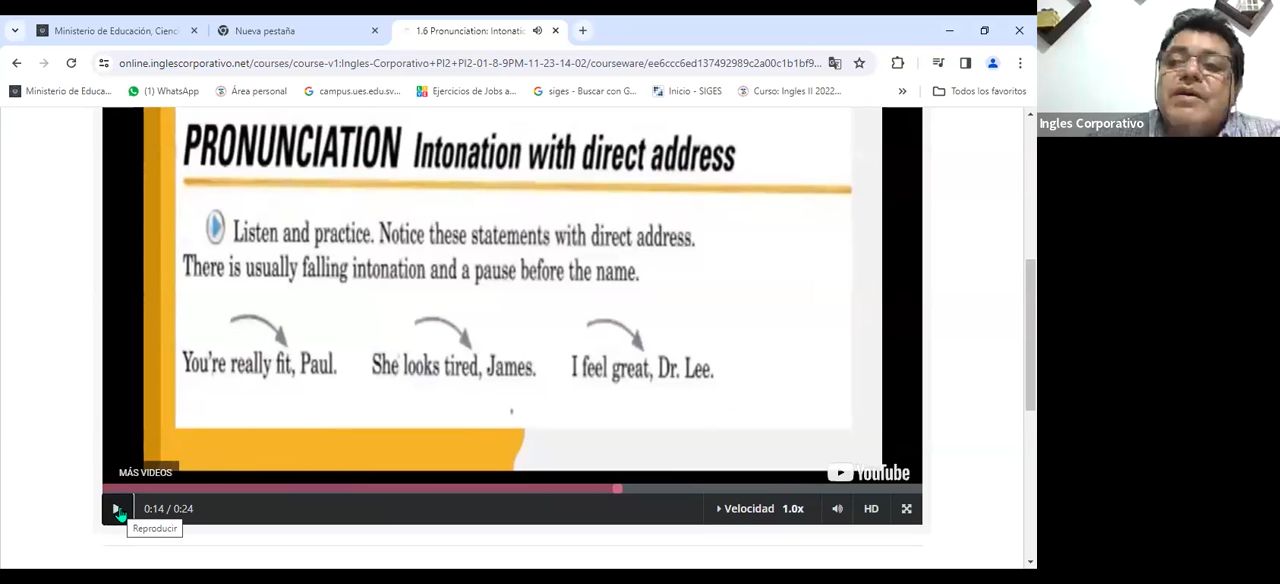 Ministerio de Educación, Cienc
Nueva pestaña
1.6 Pronunciation: Intonatic
online.inglescorporativo.net/courses/course-v1:Ingles-Corporativo+PI2+PI2-01-8-9PM-11-23-14-02/courseware/ee6ccc6ed137492989c2a00c1b1bf9...
Ministerio de Educa...
(1) WhatsApp
Área personal
campus.ues.edu.sv...
Ejercicios de Jobs a...
siges - Buscar con G...
Inicio - SIGES
Curso: Ingles II 2022...
»
Todos los favoritos
Ingles Corporativo
PRONUNCIATION Intonation with direct address
Listen and practice. Notice these statements with direct address.
There is usually falling intonation and a pause before the name.
You're really fit, Paul. She looks tired, James. I feel great, Dr. Lee.
MÁS VIDEOS
YouTube
0:14 / 0:24
Velocidad 1.0x
HD
Reproducir